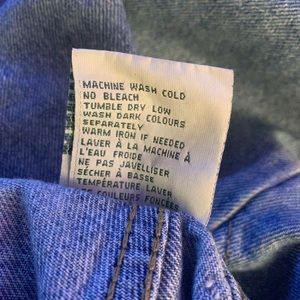 MACHINE WASH COLD
NO BLEACH
TUMBLE DRY LOW
WASH DARK COLOURS
SEPARATELY
WARM IRON IF NEEDED
LAVER À LA MACHINE À
L'EAU FROIDE
NE PAS JAVELLISER
SÉCHER À BASSE
TEMPÉRATURE LAVER
COULEURS FONCÉES